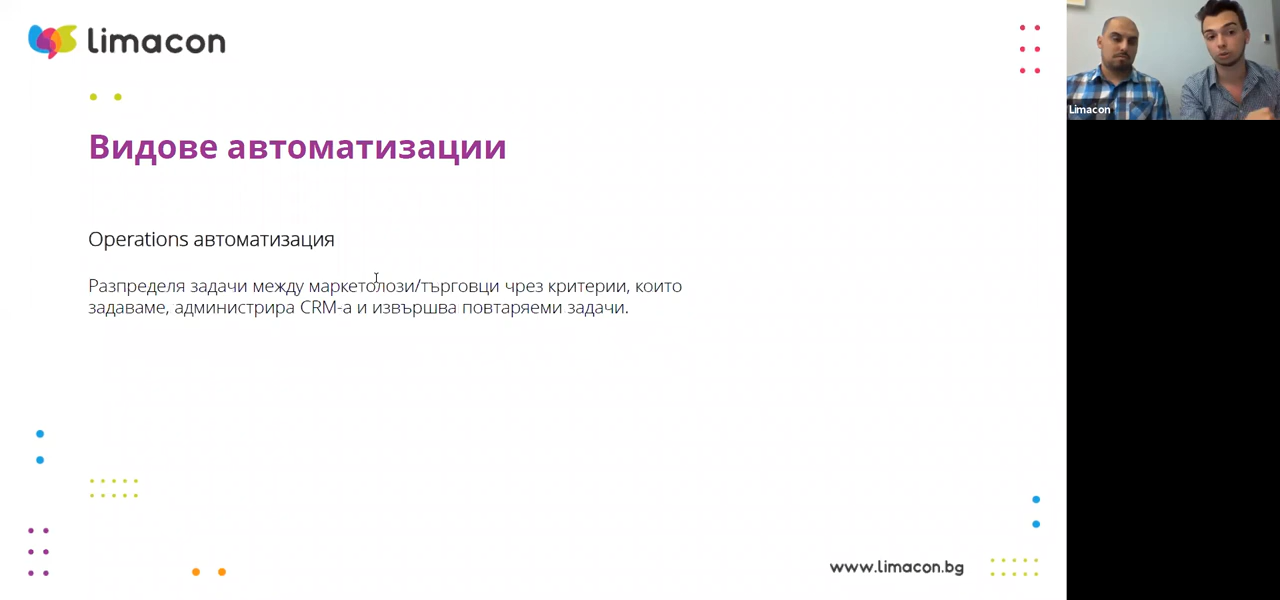 limacon
Limacon
Видове автоматизации
Operations автоматизация
Разпределя задачи между маркетолози/търговци чрез критерии, които
задаваме, администрира CRM-а и извършва повтаряеми задачи.
www.limacon.bg